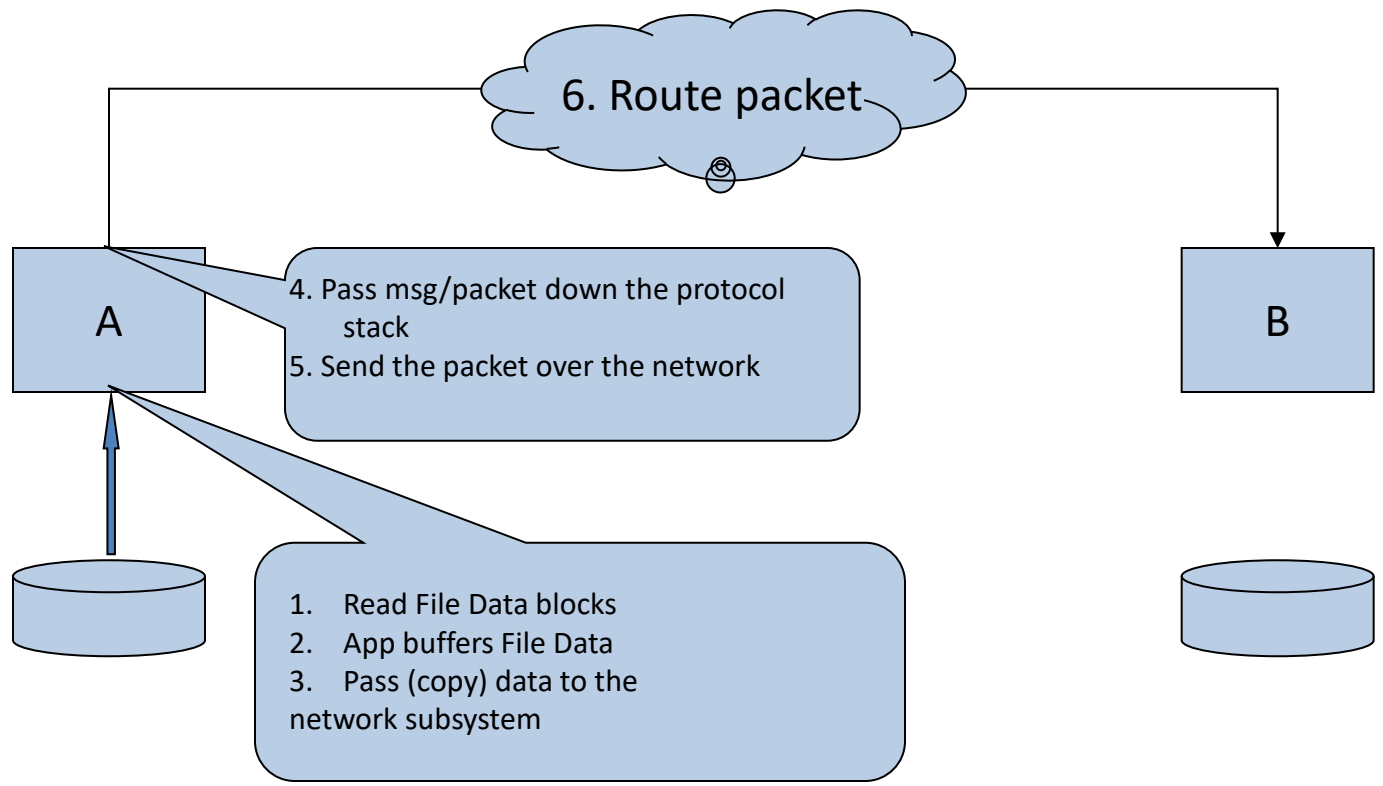 6. Route packet
A
4. Pass msg/packet down the protocol
stack
5. Send the packet over the network
B
1. Read File Data blocks
2. App buffers File Data
3. Pass (copy) data to the
network subsystem